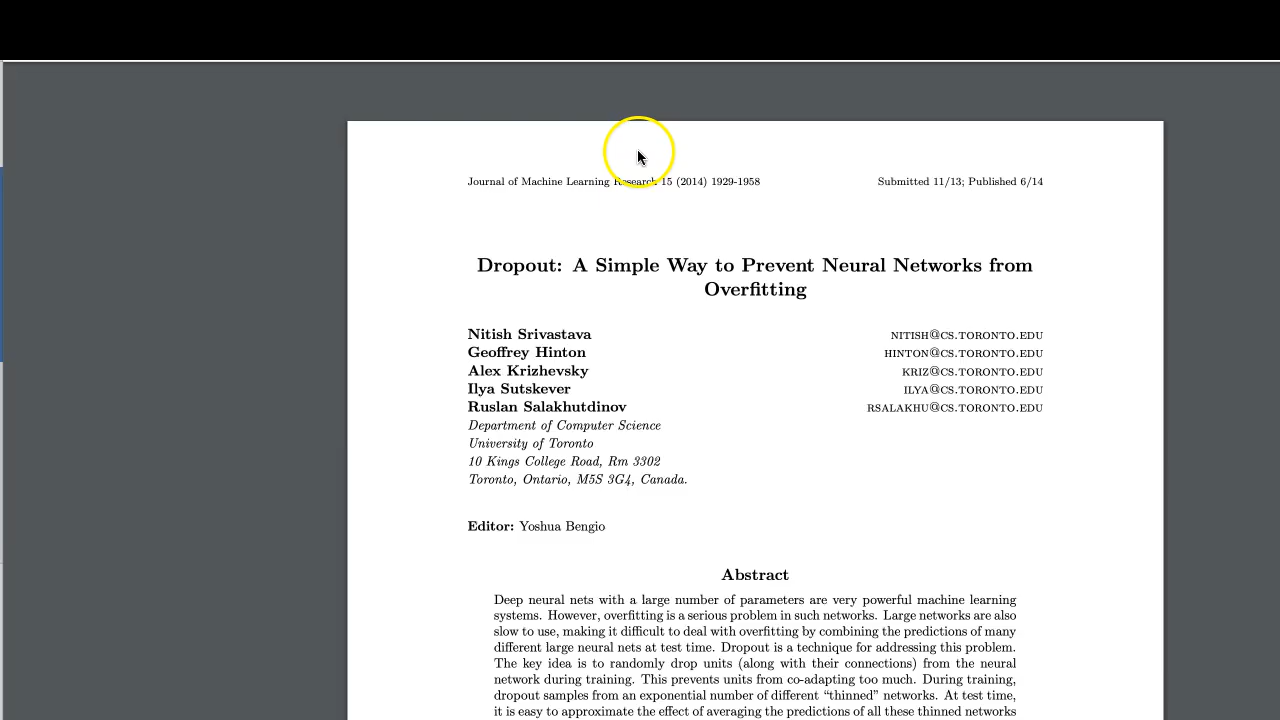 Journal of Machine Learning Research 15 (2014) 1929-1958 Submitted 11/13; Published 6/14
Dropout: A Simple Way to Prevent Neural Networks from
Overfitting
Nitish Srivastava NITISH@CS.TORONTO.EDU
Geoffrey Hinton HINTON@CS.TORONTO.EDU
Alex Krizhevsky KRIZ@CS.TORONTO.EDU
Ilya Sutskever ILYA@CS.TORONTO.EDU
Ruslan Salakhutdinov RSALAKHU@CS.TORONTO.EDU
Department of Computer Science
University of Toronto
10 Kings College Road, Rm 3302
Toronto, Ontario, M5S 3G4, Canada.
Editor: Yoshua Bengio
Abstract
Deep neural nets with a large number of parameters are very powerful machine learning
systems. However, overfitting is a serious problem in such networks. Large networks are also
slow to use, making it difficult to deal with overfitting by combining the predictions of many
different large neural nets at test time. Dropout is a technique for addressing this problem.
The key idea is to randomly drop units (along with their connections) from the neural
network during training. This prevents units from co-adapting too much. During training,
dropout samples from an exponential number of different “thinned” networks. At test time,
it is easy to approximate the effect of averaging the predictions of all these thinned networks